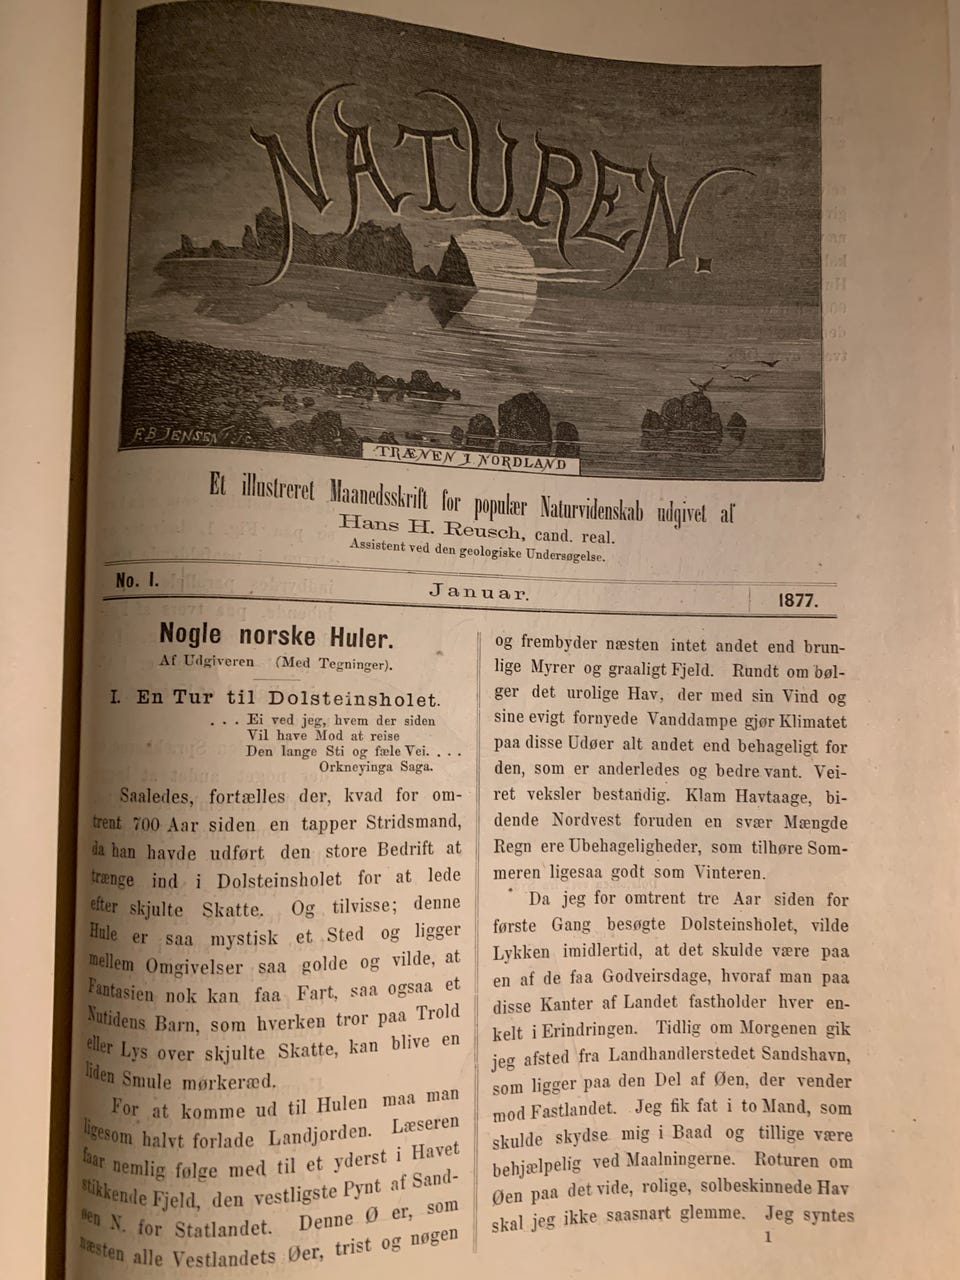 NATUREN.
F. B JENSEN
TRÆNEN I NORDLAND
Et illustreret Maanedsskrift for populær Naturvidenskab udgivet af
Hans H. Reusch, cand. real.
Assistent ved den geologiske Undersøgelse.
No. 1. Januar. 1877.
Nogle norske Huler.
Af Udgiveren (Med Tegninger).
I. En Tur til Dolsteinsholet.
. . . Ei ved jeg, hvem der siden
Vil have Mod at reise
Den lange Sti og fæle Vei. . . .
Orkneyinga Saga.
Saaledes, fortælles der, kvad for om-
trent 700 Aar siden en tapper Stridsmand,
da han havde udført den store Bedrift at
trænge ind i Dolsteinsholet for at lede
efter skjulte Skatte. Og tilvisse; denne
Hule er saa mystisk et Sted og ligger
mellem Omgivelser saa golde og vilde, at
Fantasien nok kan faa Fart, saa ogsaa et
Nutidens Barn, som hverken tror paa Trold
eller Lys over skjulte Skatte, kan blive en
liden Smule mørkeræd.
For at komme ud til Hulen maa man
ligesom halvt forlade Landjorden. Læseren
faar nemlig følge med til et yderst i Havet
stikkende Fjeld, den vestligste Pynt af Sand-
øen N. for Statlandet. Denne Ø er, som
næsten alle Vestlandets Øer, trist og nøgen
og frembyder næsten intet andet end brun-
lige Myrer og graaligt Fjeld. Rundt om bøl-
ger det urolige Hav, der med sin Vind og
sine evigt fornyede Vanddampe gjør Klimatet
paa disse Udøer alt andet end behageligt for
den, som er anderledes og bedre vant. Vei-
ret veksler bestandig. Klam Havtaage, bi-
dende Nordvest foruden en svær Mængde
Regn ere Ubehageligheder, som tilhøre Som-
meren ligesaa godt som Vinteren.
Da jeg for omtrent tre Aar siden for
første Gang besøgte Dolsteinsholet, vilde
Lykken imidlertid, at det skulde være paa
en af de faa Godveirsdage, hvoraf man paa
disse Kanter af Landet fastholder hver en-
kelt i Erindringen. Tidlig om Morgenen gik
jeg afsted fra Landhandlerstedet Sandshavn,
som ligger paa den Del af Øen, der vender
mod Fastlandet. Jeg fik fat i to Mand, som
skulde skydse mig i Baad og tillige være
behjælpelig ved Maalningerne. Roturen om
Øen paa det vide, rolige, solbeskinnede Hav
skal jeg ikke saasnart glemme. Jeg syntes
1